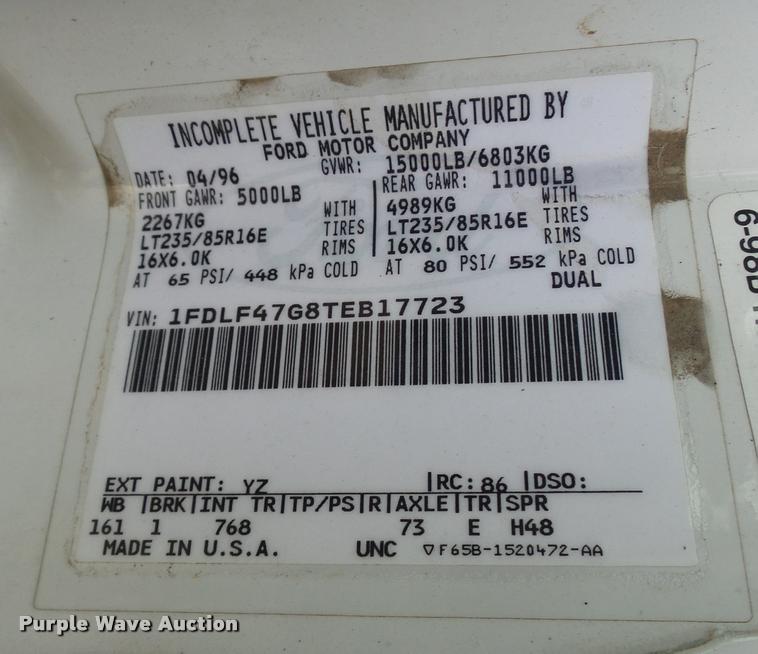 INCOMPLETE VEHICLE MANUFACTURED BY
FORD MOTOR COMPANY
DATE: 04/96 GVWR: 15000LB/6803KG
FRONT GAWR: 5000LB
2267KG WITH
LT235/85R16E TIRES
16X6.0K RIMS
AT 65 PSI/ 448 kPa COLD
REAR GAWR: 11000LB
4989KG WITH
LT235/85R16E TIRES
16X6.0K RIMS
AT 80 PSI/ 552 kPa COLD
DUAL
VIN: 1FDLF47G8TEB17723
EXT PAINT: YZ |RC: 86 |DSO:
WB |BRK|INT TR|TP/PS|R|AXLE|TR|SPR
161 1 768 73 E H48
MADE IN U.S.A. UNC ▽F65B-1520472-AA
Purple Wave Auction